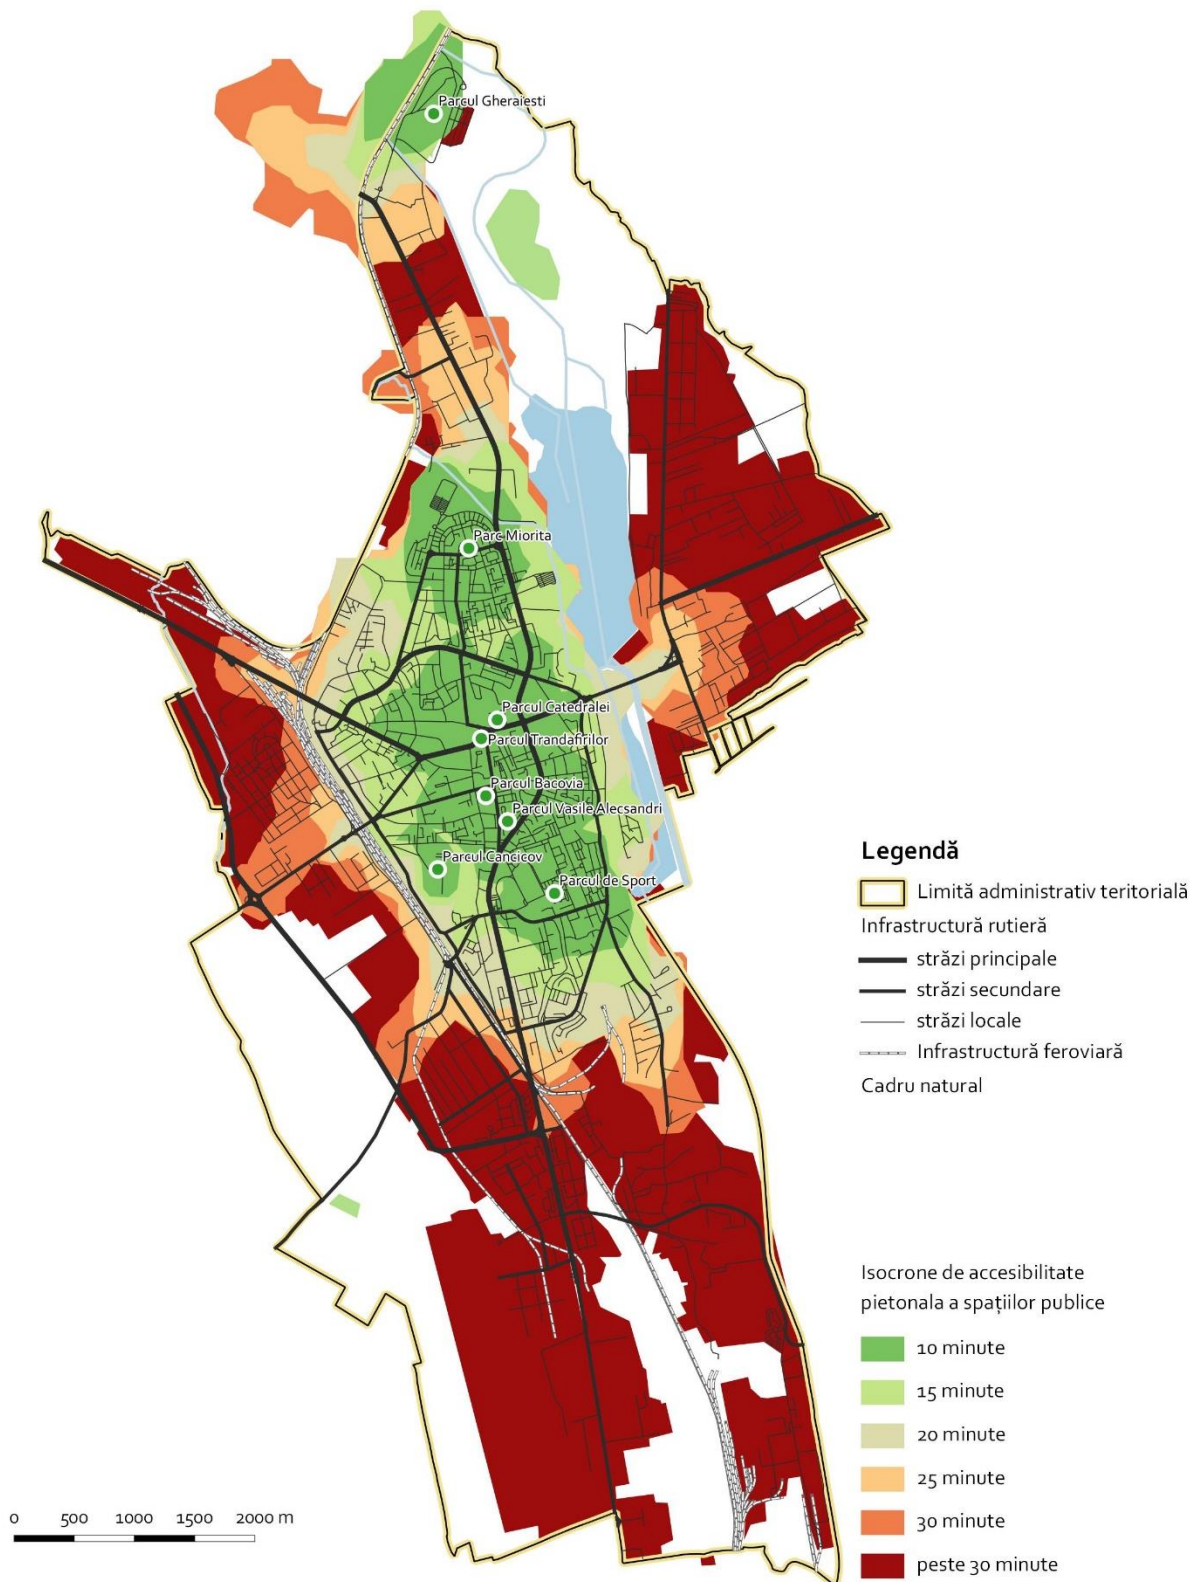 Parcul Gheraiesti
Parc Miorita
Parcul Catedralei
Parcul Trandafirilor
Parcul Bacovia
Parcul Vasile Alecsandri
Parcul Cancicov
Parcul de Sport
Legendă
Limită administrativ teritorială
Infrastructură rutieră
străzi principale
străzi secundare
străzi locale
Infrastructură feroviară
Cadru natural
Isocrone de accesibilitate
pietonala a spațiilor publice
10 minute
15 minute
20 minute
25 minute
30 minute
peste 30 minute
0 500 1000 1500 2000 m